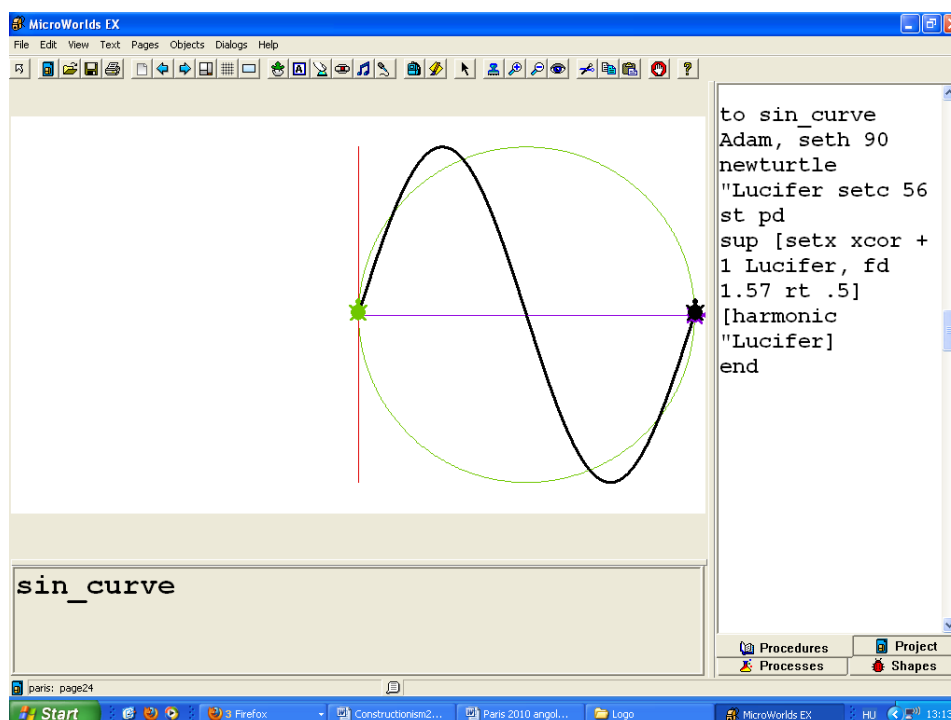 MicroWorlds EX
File Edit View Text Pages Objects Dialogs Help
to sin_curve
Adam, seth 90
newturtle
"Lucifer setc 56
st pd
sup [setx xcor +
1 Lucifer, fd
1.57 rt .5]
[harmonic
"Lucifer]
end
sin_curve
Procedures
Project
Processes
Shapes
paris: page24
Start
3 Firefox
Constructionism2...
Paris 2010 angol...
Logo
MicroWorlds EX
HU
13:13